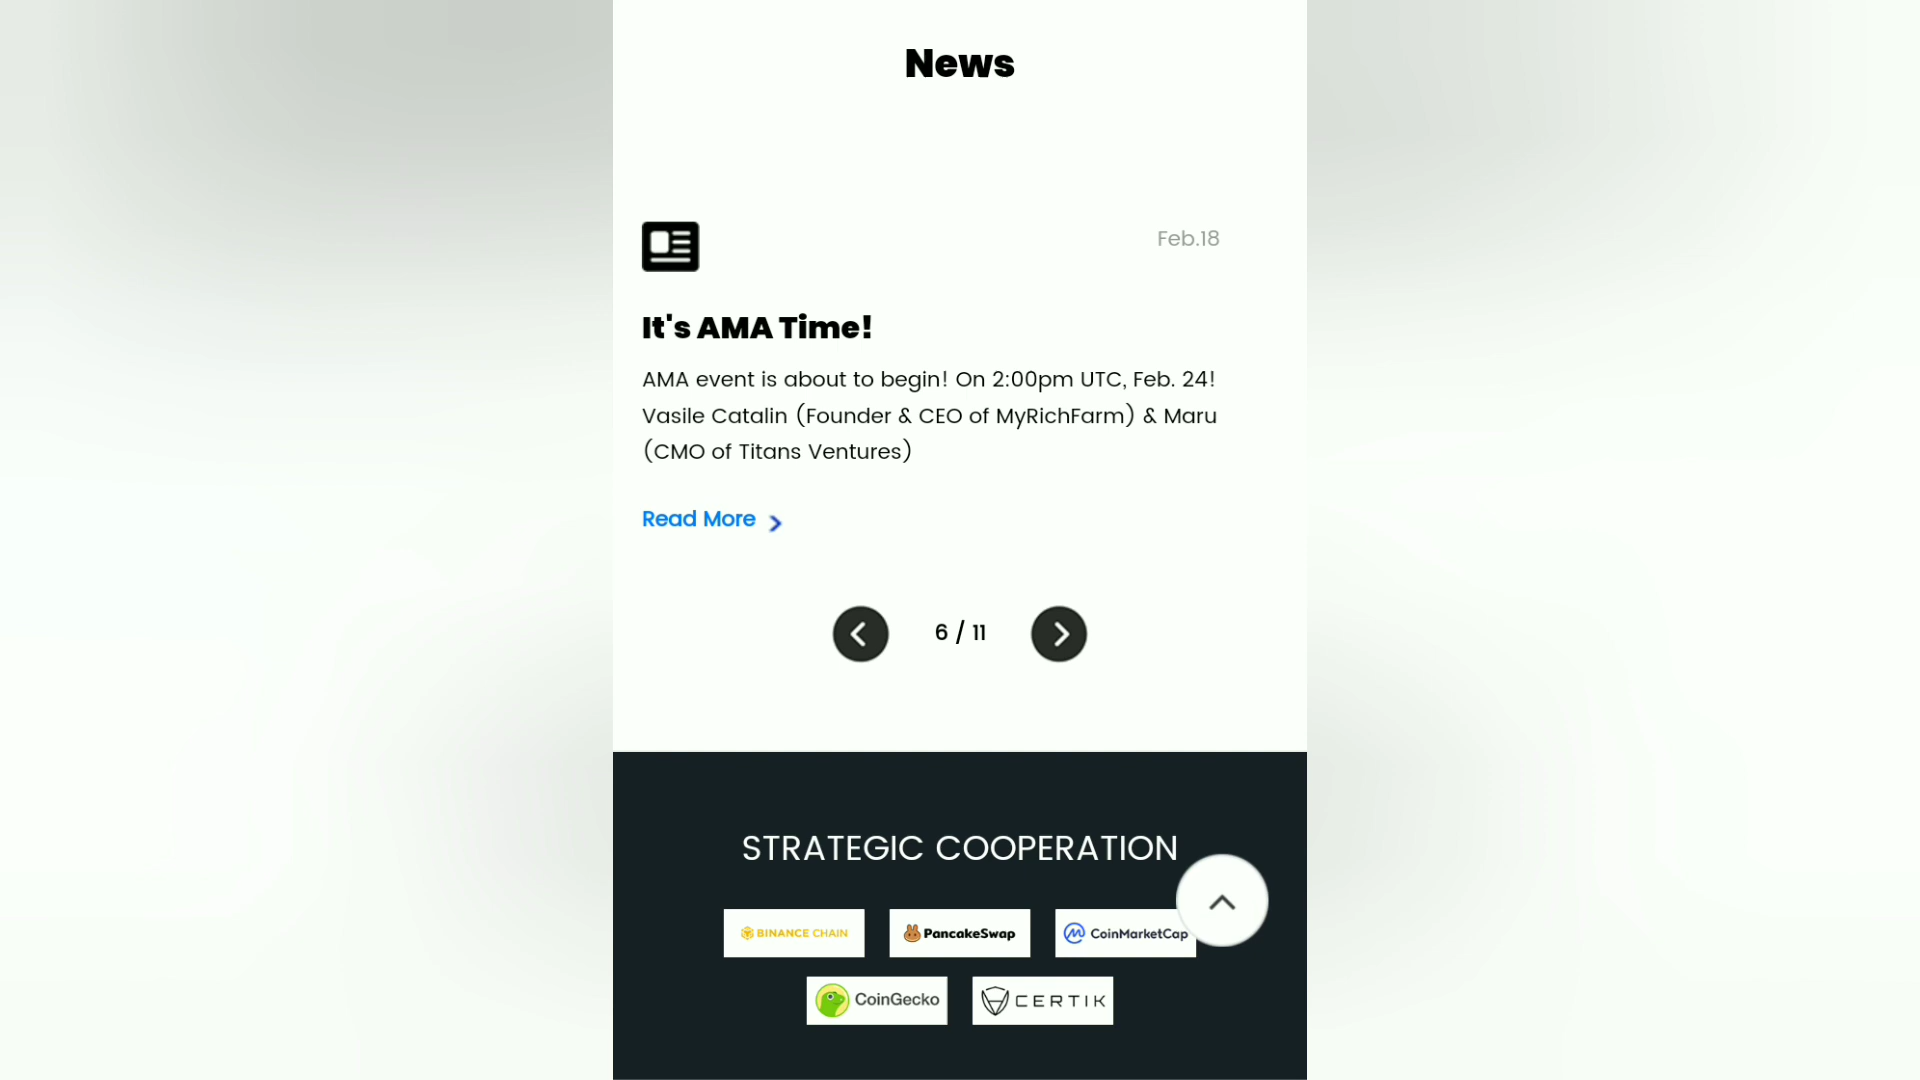 News
Feb.18
It's AMA Time!
AMA event is about to begin! On 2:00pm UTC, Feb. 24!
Vasile Catalin (Founder & CEO of MyRichFarm) & Maru
(CMO of Titans Ventures)
Read More
6 / 11
STRATEGIC COOPERATION
BINANCE CHAIN
PancakeSwap
CoinMarketCap
CoinGecko
CERTIK